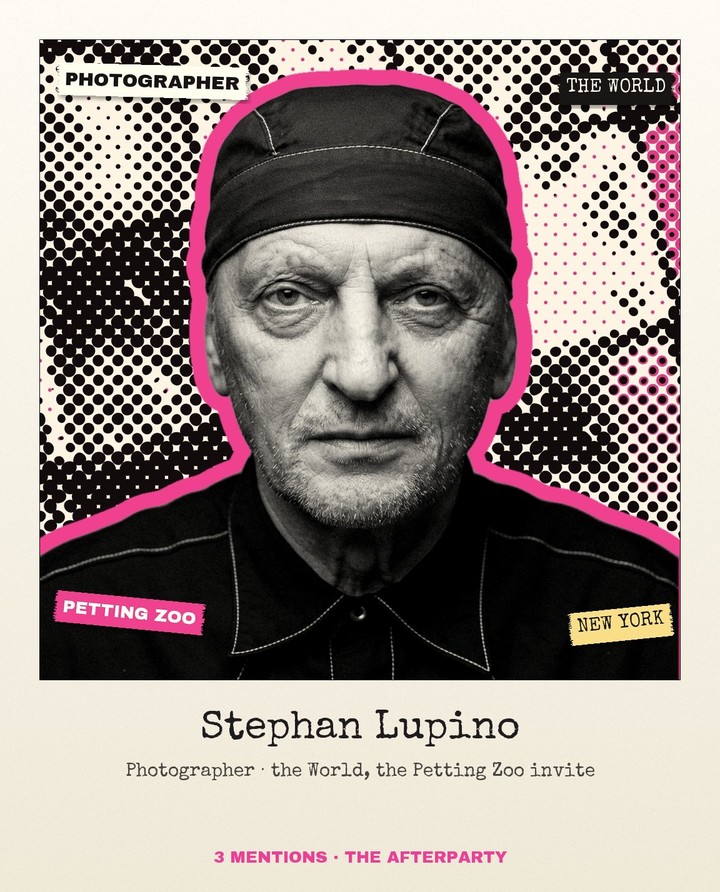 PHOTOGRAPHER
THE WORLD
PETTING ZOO
NEW YORK
Stephan Lupino
Photographer · the World, the Petting Zoo invite
3 MENTIONS · THE AFTERPARTY